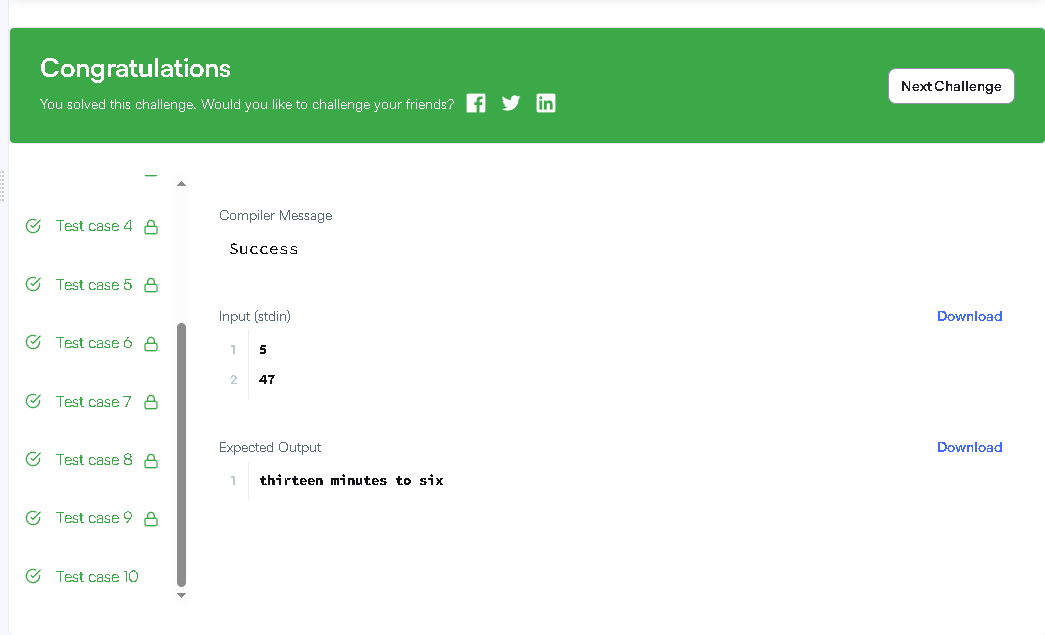 Congratulations
You solved this challenge. Would you like to challenge your friends?
Next Challenge
Test case 4
Test case 5
Test case 6
Test case 7
Test case 8
Test case 9
Test case 10
Compiler Message
Success
Input (stdin)
Download
1 5
2 47
Expected Output
Download
1 thirteen minutes to six